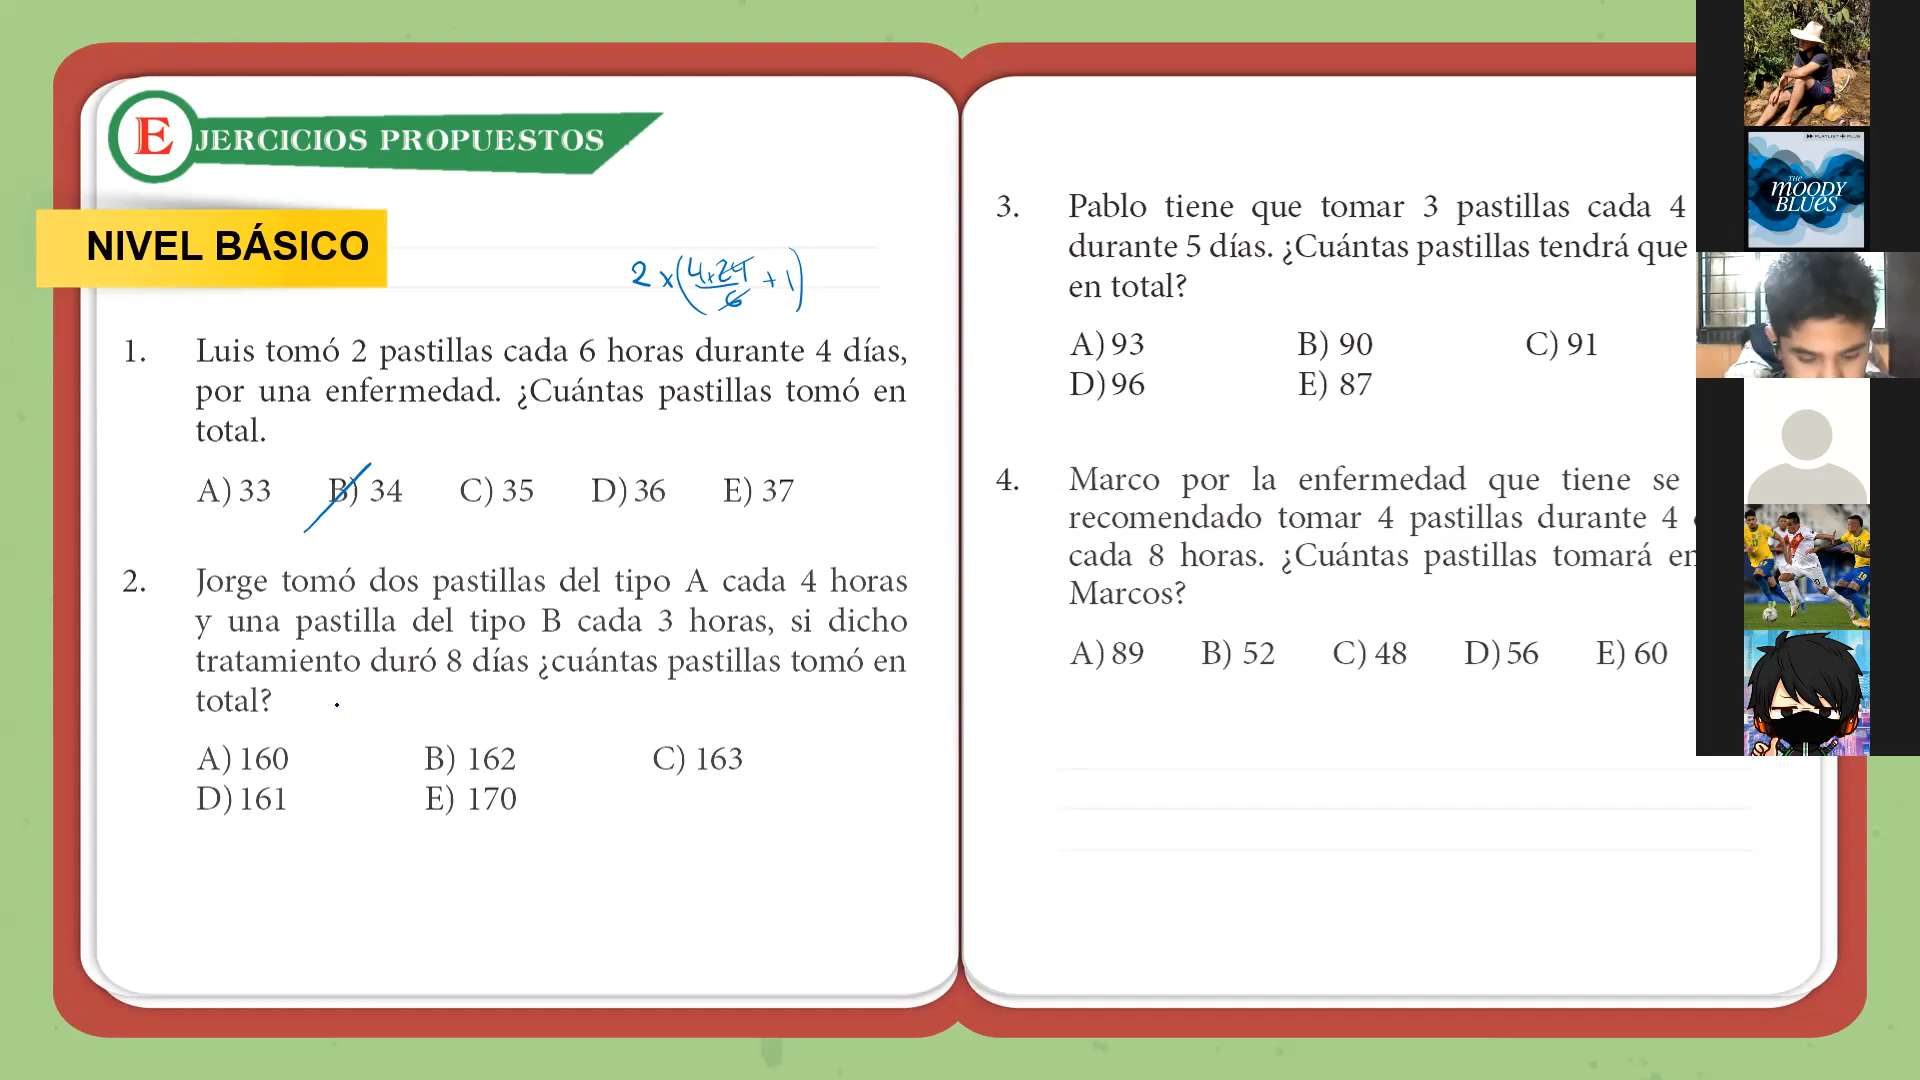 EJERCICIOS PROPUESTOS
NIVEL BÁSICO
2 x (4x24/6 + 1)
1. Luis tomó 2 pastillas cada 6 horas durante 4 días,
por una enfermedad. ¿Cuántas pastillas tomó en
total.
A) 33 B) 34 C) 35 D) 36 E) 37
2. Jorge tomó dos pastillas del tipo A cada 4 horas
y una pastilla del tipo B cada 3 horas, si dicho
tratamiento duró 8 días ¿cuántas pastillas tomó en
total?
A) 160 B) 162 C) 163
D) 161 E) 170
3. Pablo tiene que tomar 3 pastillas cada 4
durante 5 días. ¿Cuántas pastillas tendrá que
en total?
A) 93 B) 90 C) 91
D) 96 E) 87
4. Marco por la enfermedad que tiene se
recomendado tomar 4 pastillas durante 4
cada 8 horas. ¿Cuántas pastillas tomará en
Marcos?
A) 89 B) 52 C) 48 D) 56 E) 60
PLAYLIST + PLUS
THE
MOODY
BLUES